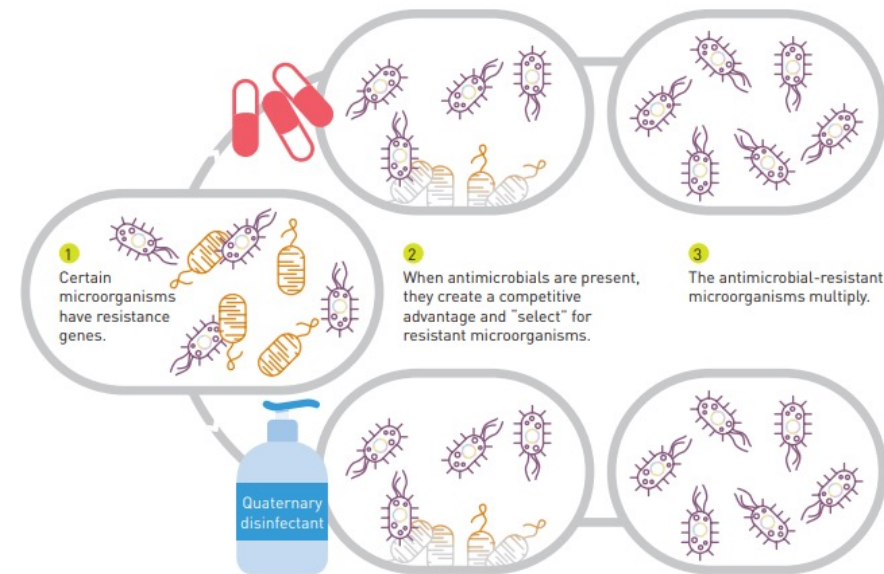 1
Certain
microorganisms
have resistance
genes.
2
When antimicrobials are present,
they create a competitive
advantage and “select” for
resistant microorganisms.
3
The antimicrobial-resistant
microorganisms multiply.
Quaternary
disinfectant